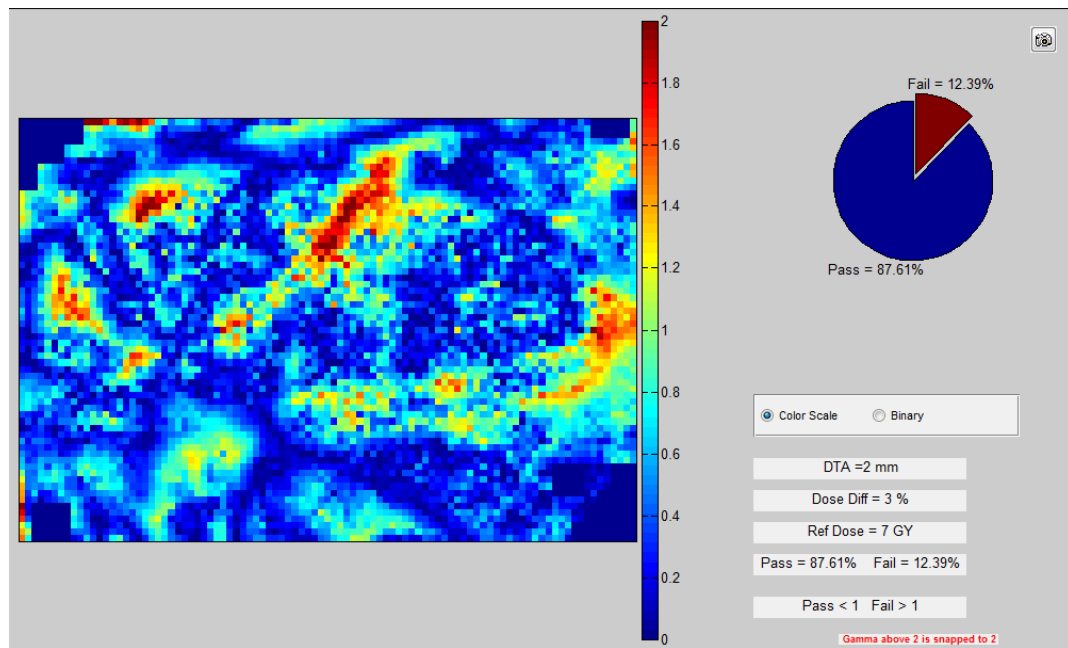 2
1.8
1.6
1.4
1.2
1
0.8
0.6
0.4
0.2
0
Fail = 12.39%
Pass = 87.61%
Color Scale Binary
DTA =2 mm
Dose Diff = 3 %
Ref Dose = 7 GY
Pass = 87.61% Fail = 12.39%
Pass < 1 Fail > 1
Gamma above 2 is snapped to 2